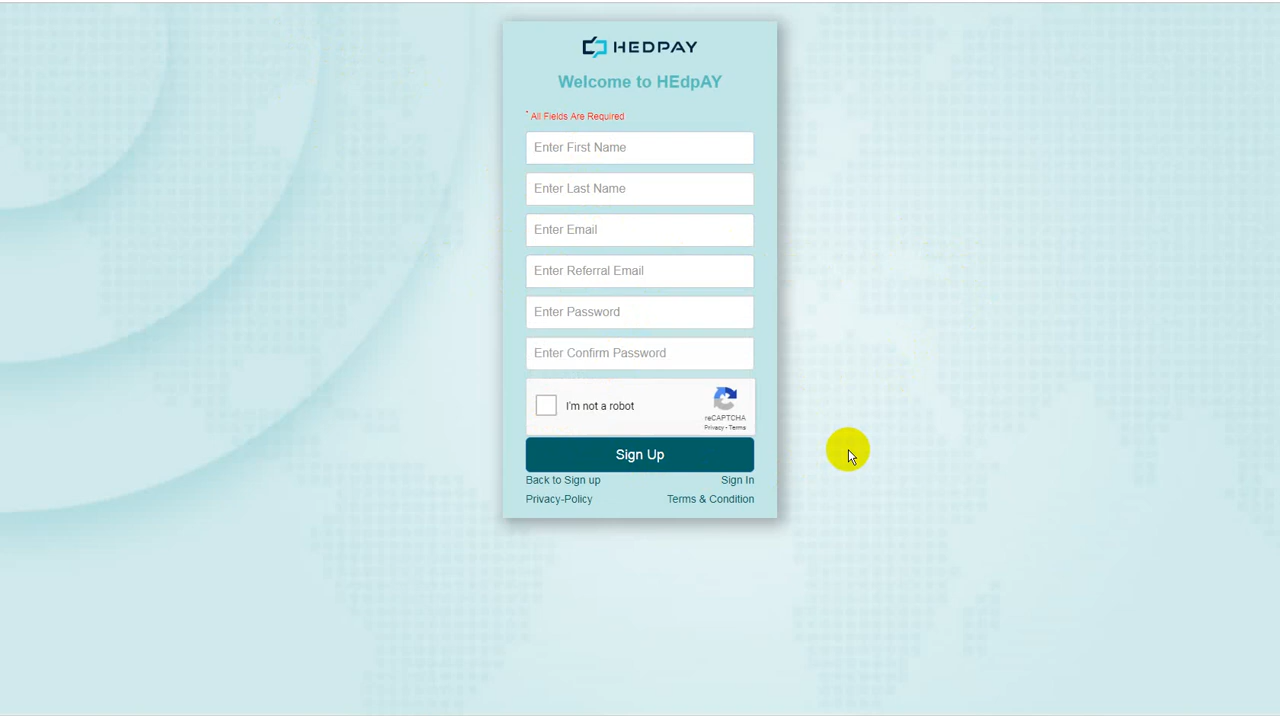 HEDPAY
Welcome to HEdpAY
* All Fields Are Required
Enter First Name
Enter Last Name
Enter Email
Enter Referral Email
Enter Password
Enter Confirm Password
I'm not a robot
reCAPTCHA
Privacy - Terms
Sign Up
Back to Sign up Sign In
Privacy-Policy Terms & Condition